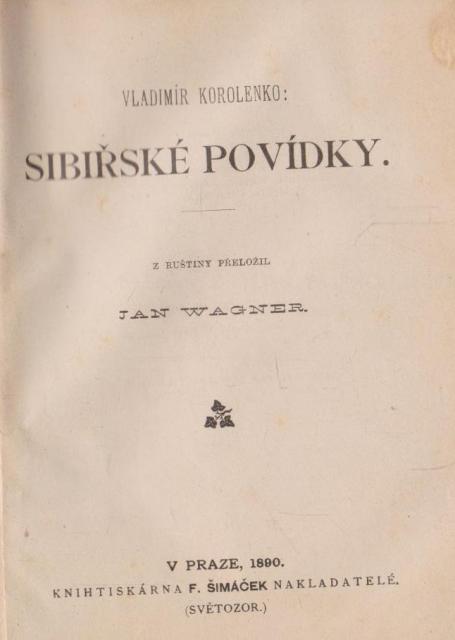 VLADIMÍR KOROLENKO:
SIBIŘSKÉ POVÍDKY.
Z RUŠTINY PŘELOŽIL
JAN WAGNER.
V PRAZE, 1890.
KNIHTISKÁRNA F. ŠIMÁČEK NAKLADATELÉ.
(SVĚTOZOR.)